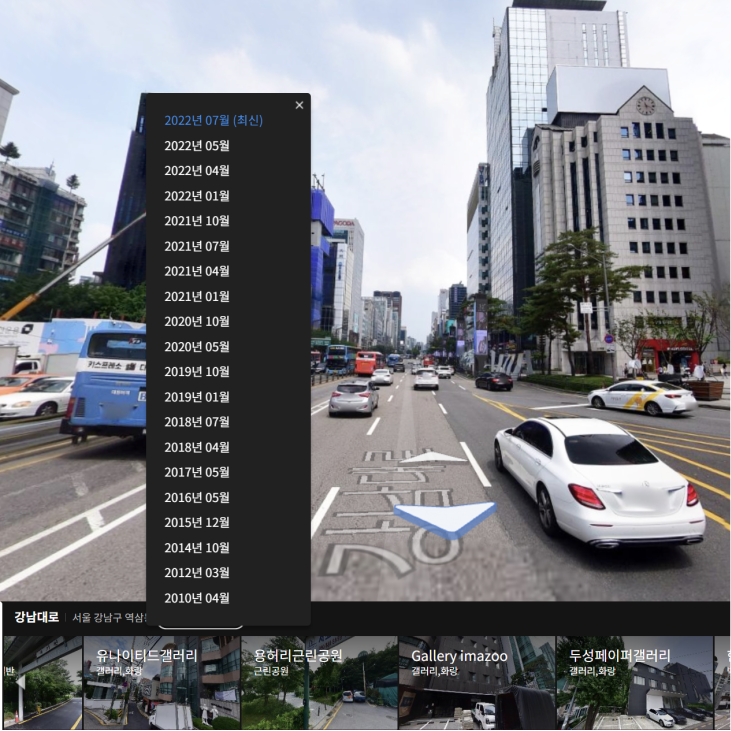 2022년 07월 (최신)
2022년 05월
2022년 04월
2022년 01월
2021년 10월
2021년 07월
2021년 04월
2021년 01월
2020년 10월
2020년 05월
2019년 10월
2019년 01월
2018년 07월
2018년 04월
2017년 05월
2016년 05월
2015년 12월
2014년 10월
2012년 03월
2010년 04월
강남대로
강남대로
서울 강남구 역삼
반
유나이티드갤러리
갤러리,화랑
용허리근린공원
근린공원
Gallery imazoo
갤러리,화랑
두성페이퍼갤러리
갤러리,화랑